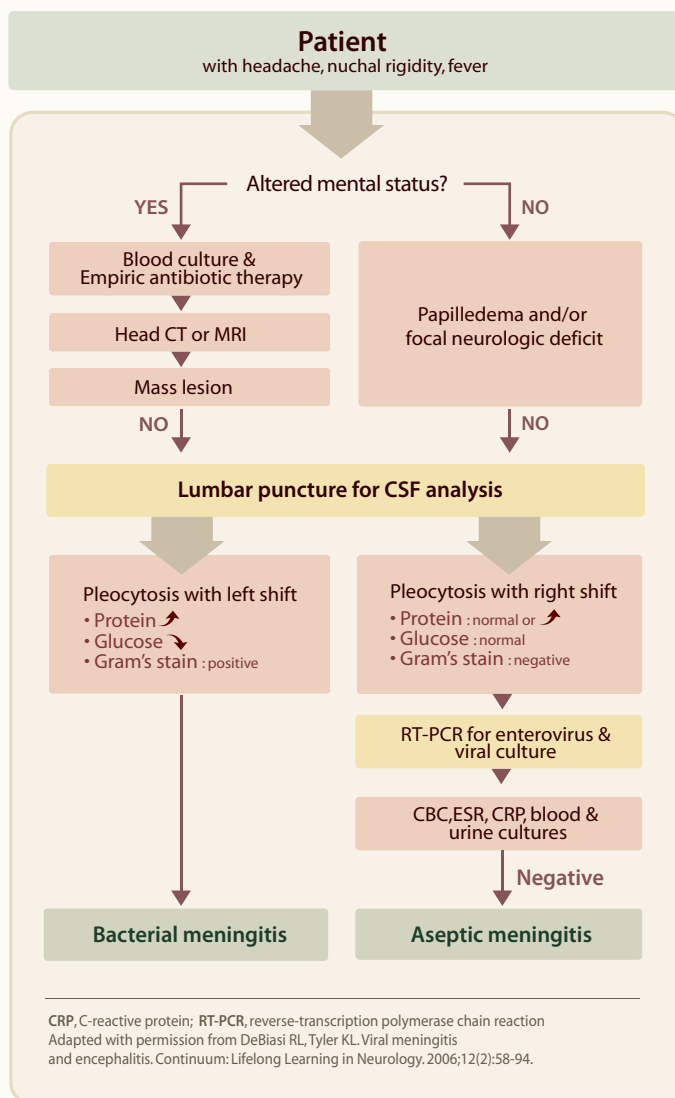 Patient
with headache, nuchal rigidity, fever
Altered mental status?
YES
NO
Blood culture &
Empiric antibiotic therapy
Head CT or MRI
Mass lesion
NO
Papilledema and/or
focal neurologic deficit
NO
Lumbar puncture for CSF analysis
Pleocytosis with left shift
• Protein
• Glucose
• Gram's stain : positive
Pleocytosis with right shift
• Protein : normal or
• Glucose : normal
• Gram's stain : negative
RT-PCR for enterovirus &
viral culture
CBC,ESR, CRP, blood &
urine cultures
Negative
Bacterial meningitis
Aseptic meningitis
CRP, C-reactive protein; RT-PCR, reverse-transcription polymerase chain reaction
Adapted with permission from DeBiasi RL, Tyler KL. Viral meningitis
and encephalitis. Continuum: Lifelong Learning in Neurology. 2006;12(2):58-94.